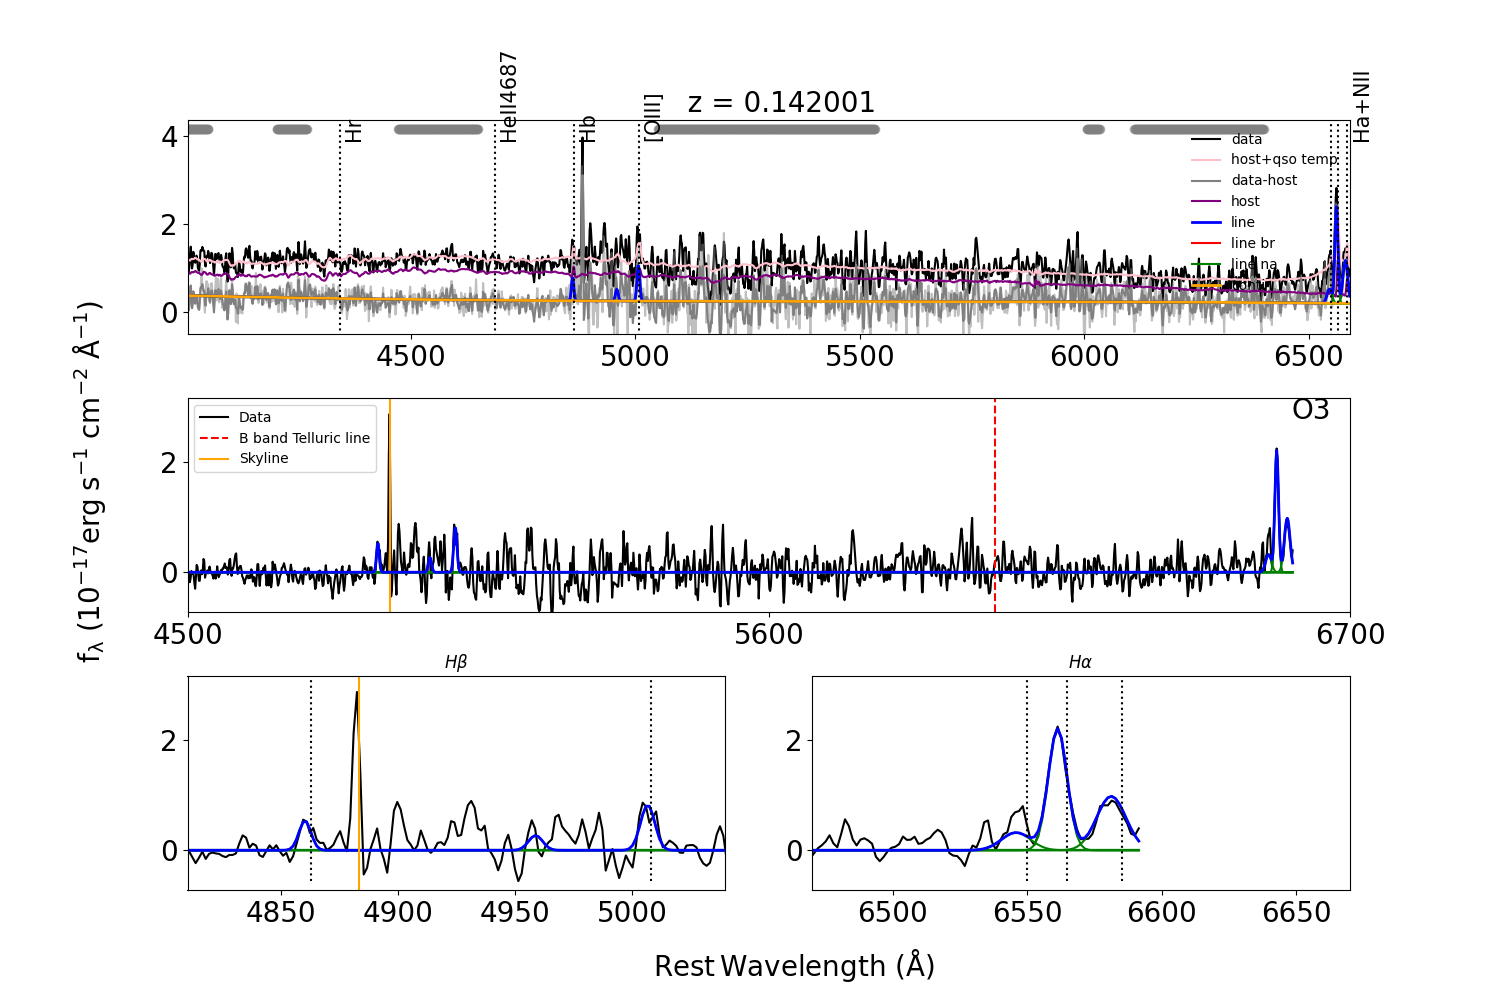 z = 0.142001
Hr
HeII4687
Hb
[OIII]
Ha+NII
data
host+qso temp
data-host
host
line
line br
line na
4
2
0
4500
5000
5500
6000
6500
fλ (10⁻¹⁷erg s⁻¹ cm⁻² Å⁻¹)
O3
Data
B band Telluric line
Skyline
2
0
4500
5600
6700
Hβ
2
0
4850
4900
4950
5000
Hα
2
0
6500
6550
6600
6650
Rest Wavelength (Å)